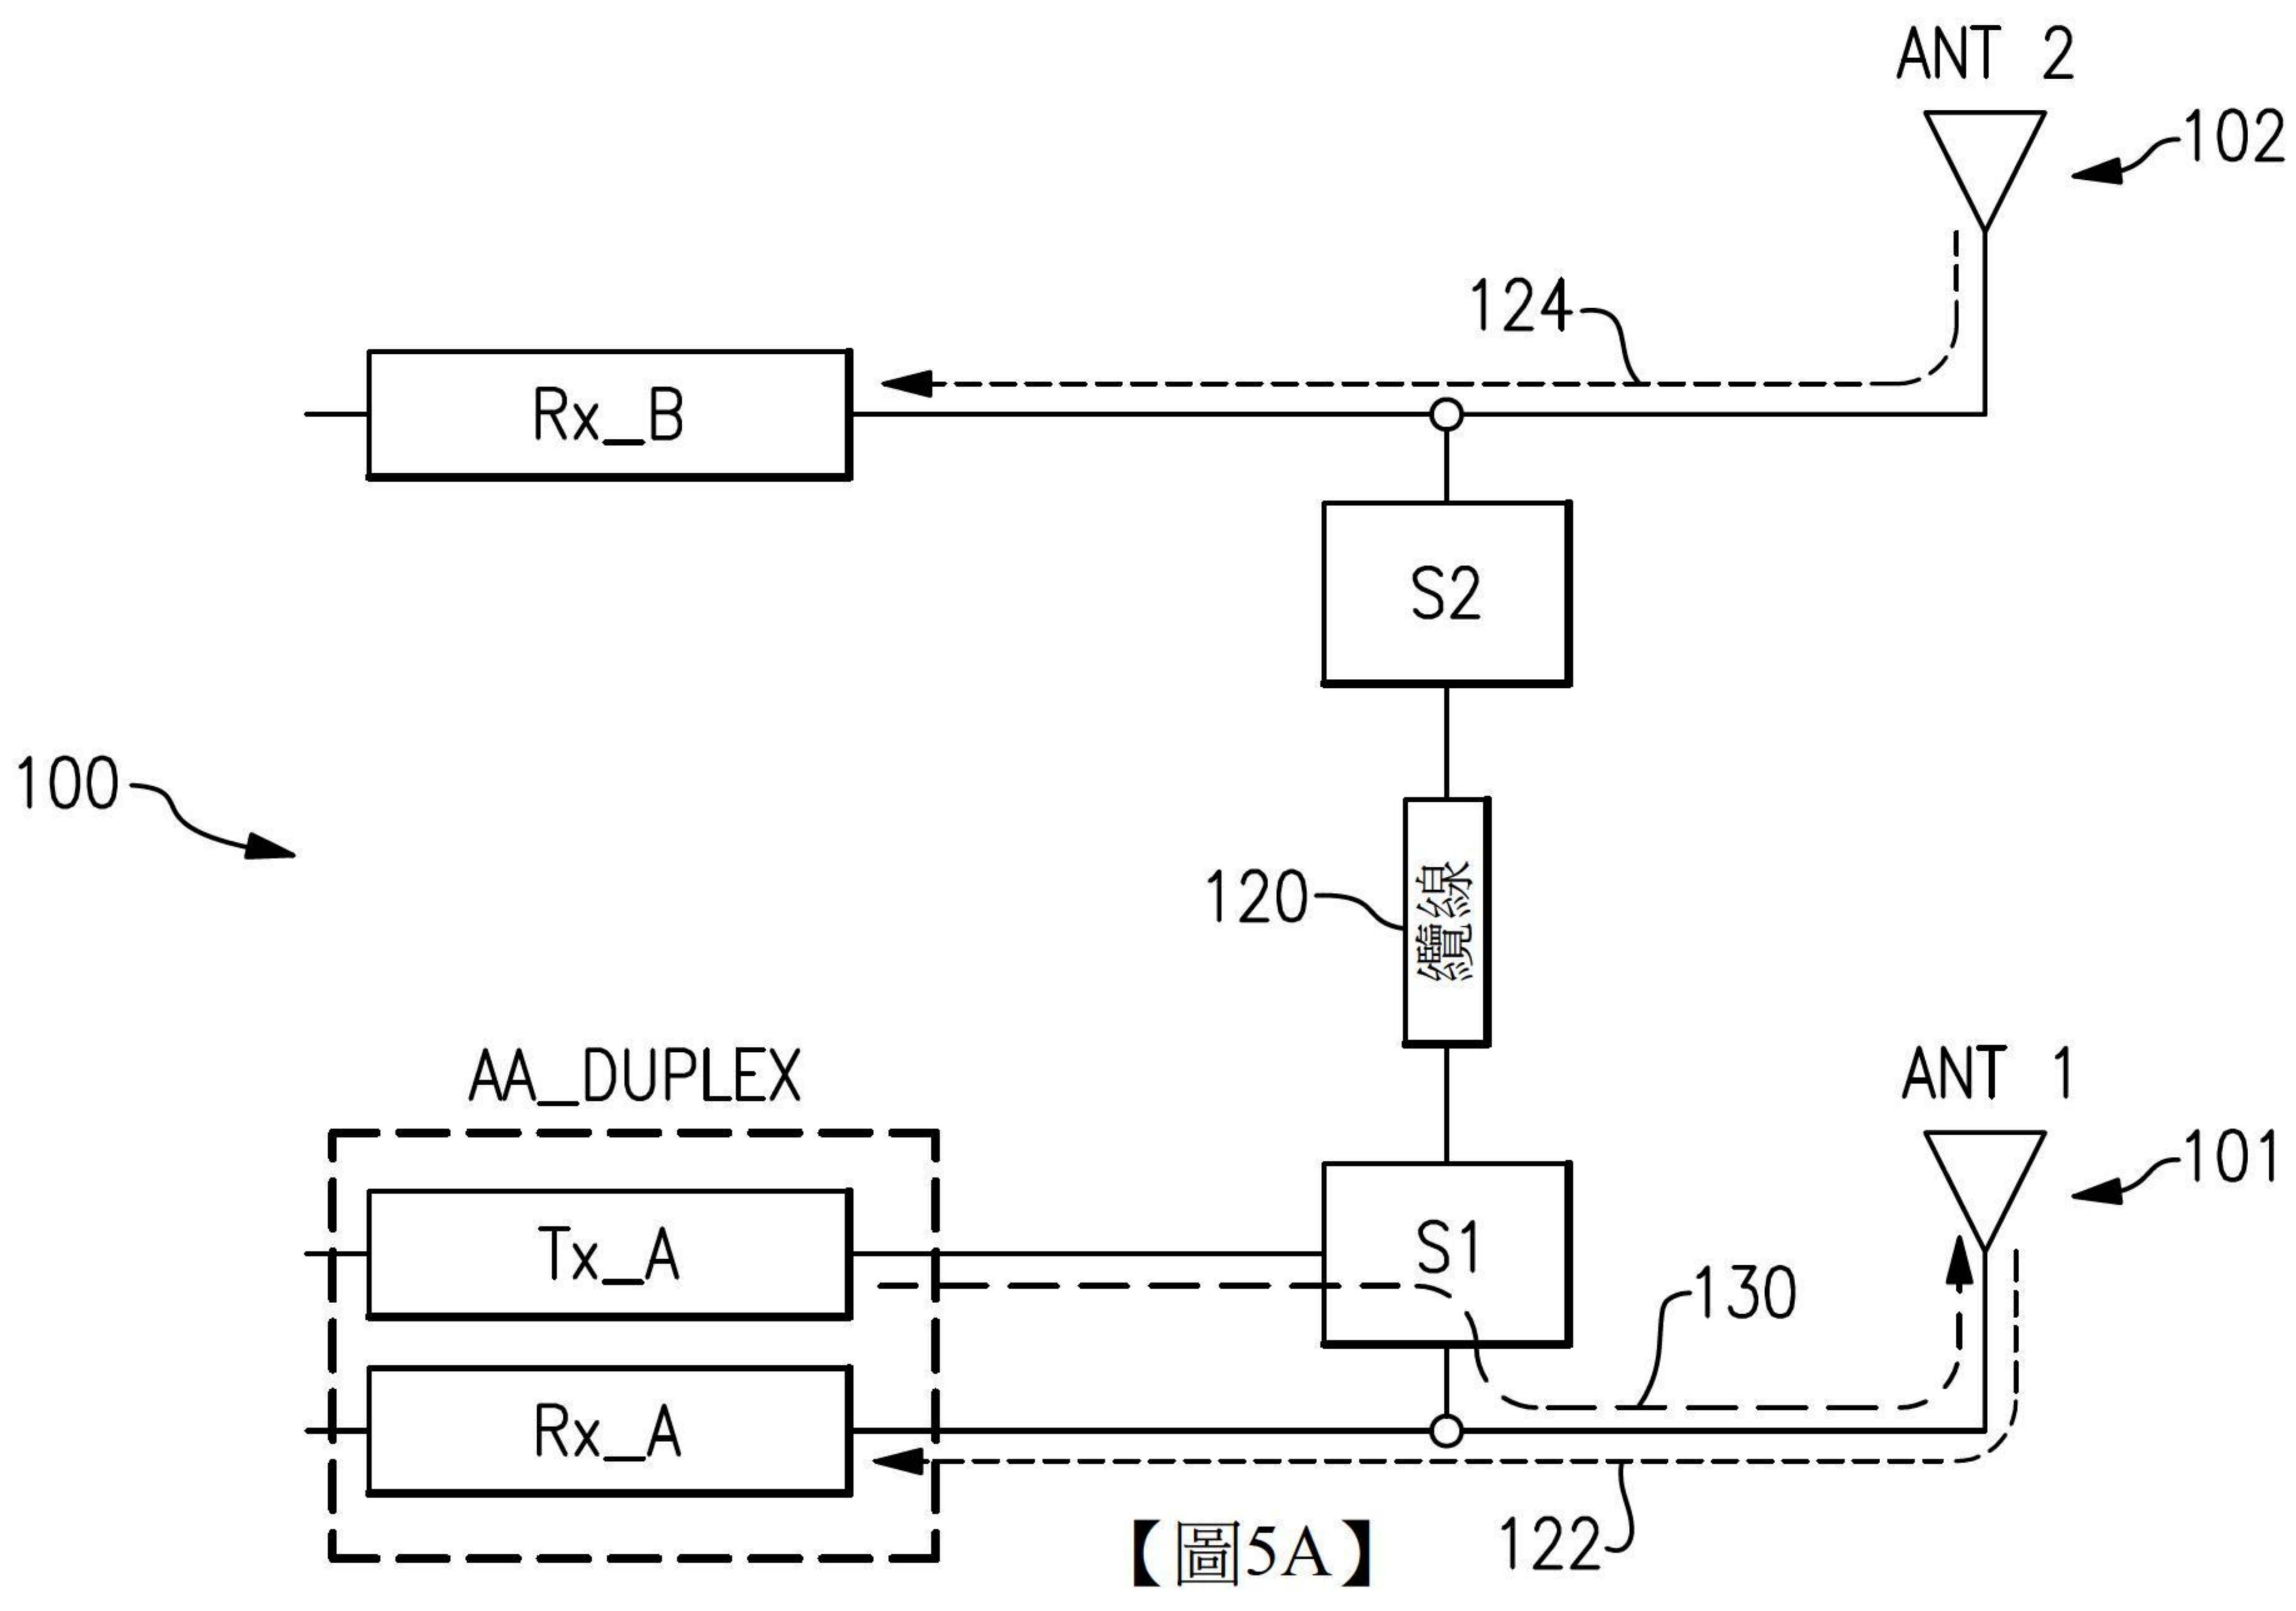 ANT 2
102
124
Rx_B
S2
100
120
纜線
AA_DUPLEX
ANT 1
101
Tx_A
S1
130
Rx_A
122
【圖5A】